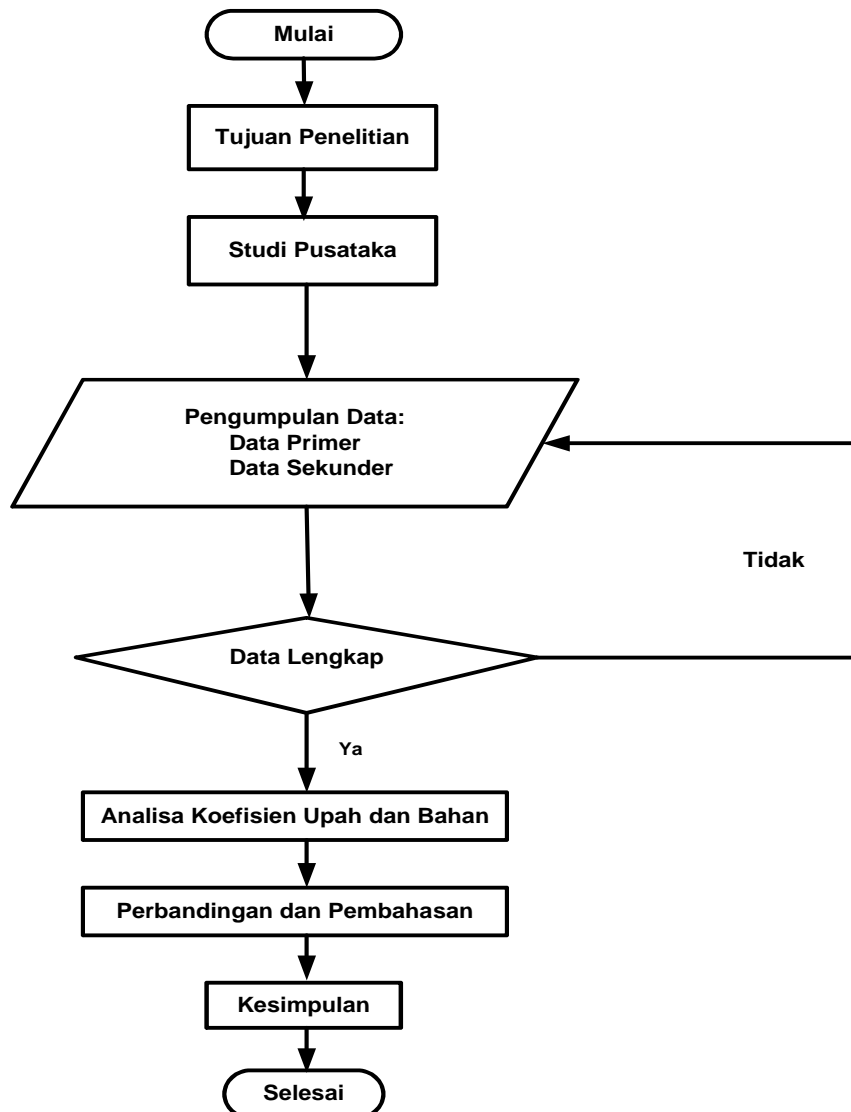 Mulai
Tujuan Penelitian
Studi Pusataka
Pengumpulan Data:
Data Primer
Data Sekunder
Tidak
Data Lengkap
Ya
Analisa Koefisien Upah dan Bahan
Perbandingan dan Pembahasan
Kesimpulan
Selesai